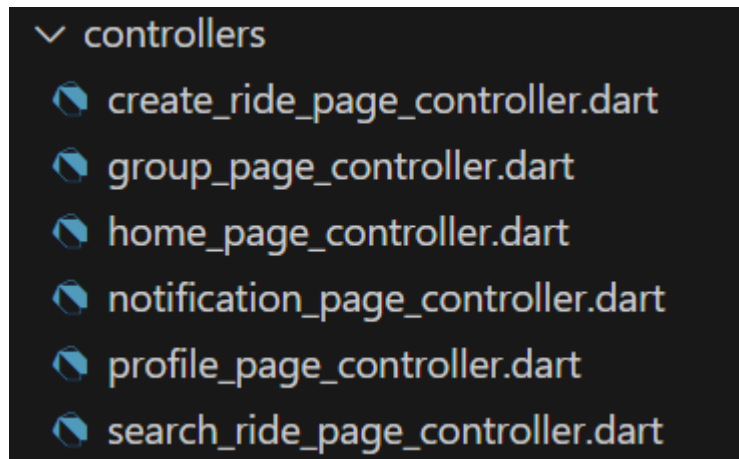 controllers
create_ride_page_controller.dart
group_page_controller.dart
home_page_controller.dart
notification_page_controller.dart
profile_page_controller.dart
search_ride_page_controller.dart